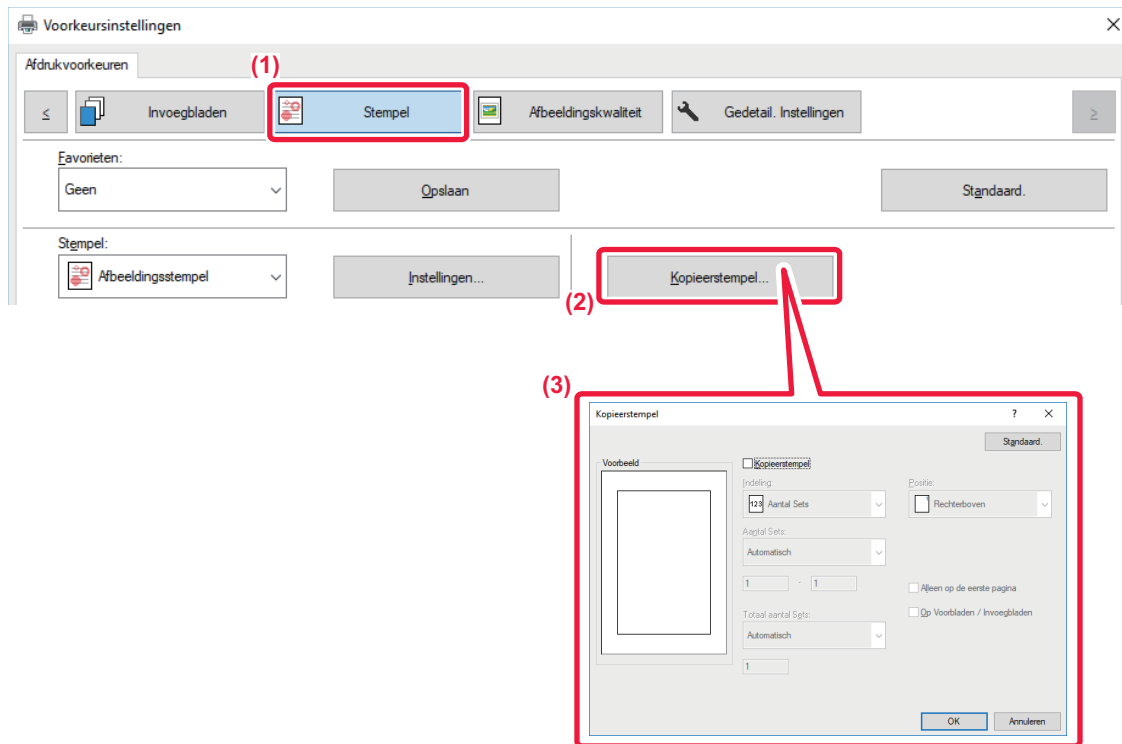 Voorkeursinstellingen
Afdrukvoorkeuren
(1)
≤ Invoegbladen Stempel Afbeeldingskwaliteit Gedetail. Instellingen ≥
Favorieten:
Geen Opslaan Standaard.
Stempel:
Afbeeldingsstempel Instellingen... Kopieerstempel...
(2)
(3)
Kopieerstempel ?
Standaard.
Voorbeeld Kopieerstempel
Indeling: Positie:
123 Aantal Sets 1 Rechterboven
Aantal Sets:
Automatisch
1 - 1 Alleen op de eerste pagina
Totaal aantal Sets: Op Voorbladen / Invoegbladen
Automatisch
1
OK Annuleren